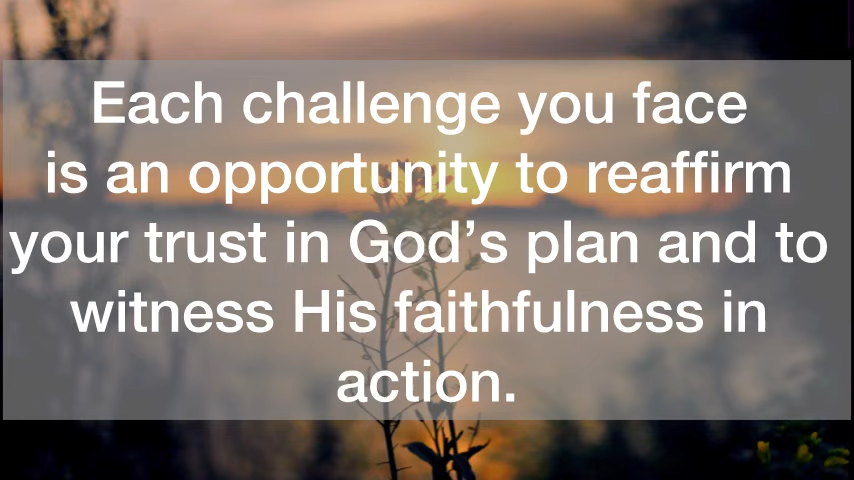 Each challenge you face
is an opportunity to reaffirm
your trust in God’s plan and to
witness His faithfulness in
action.